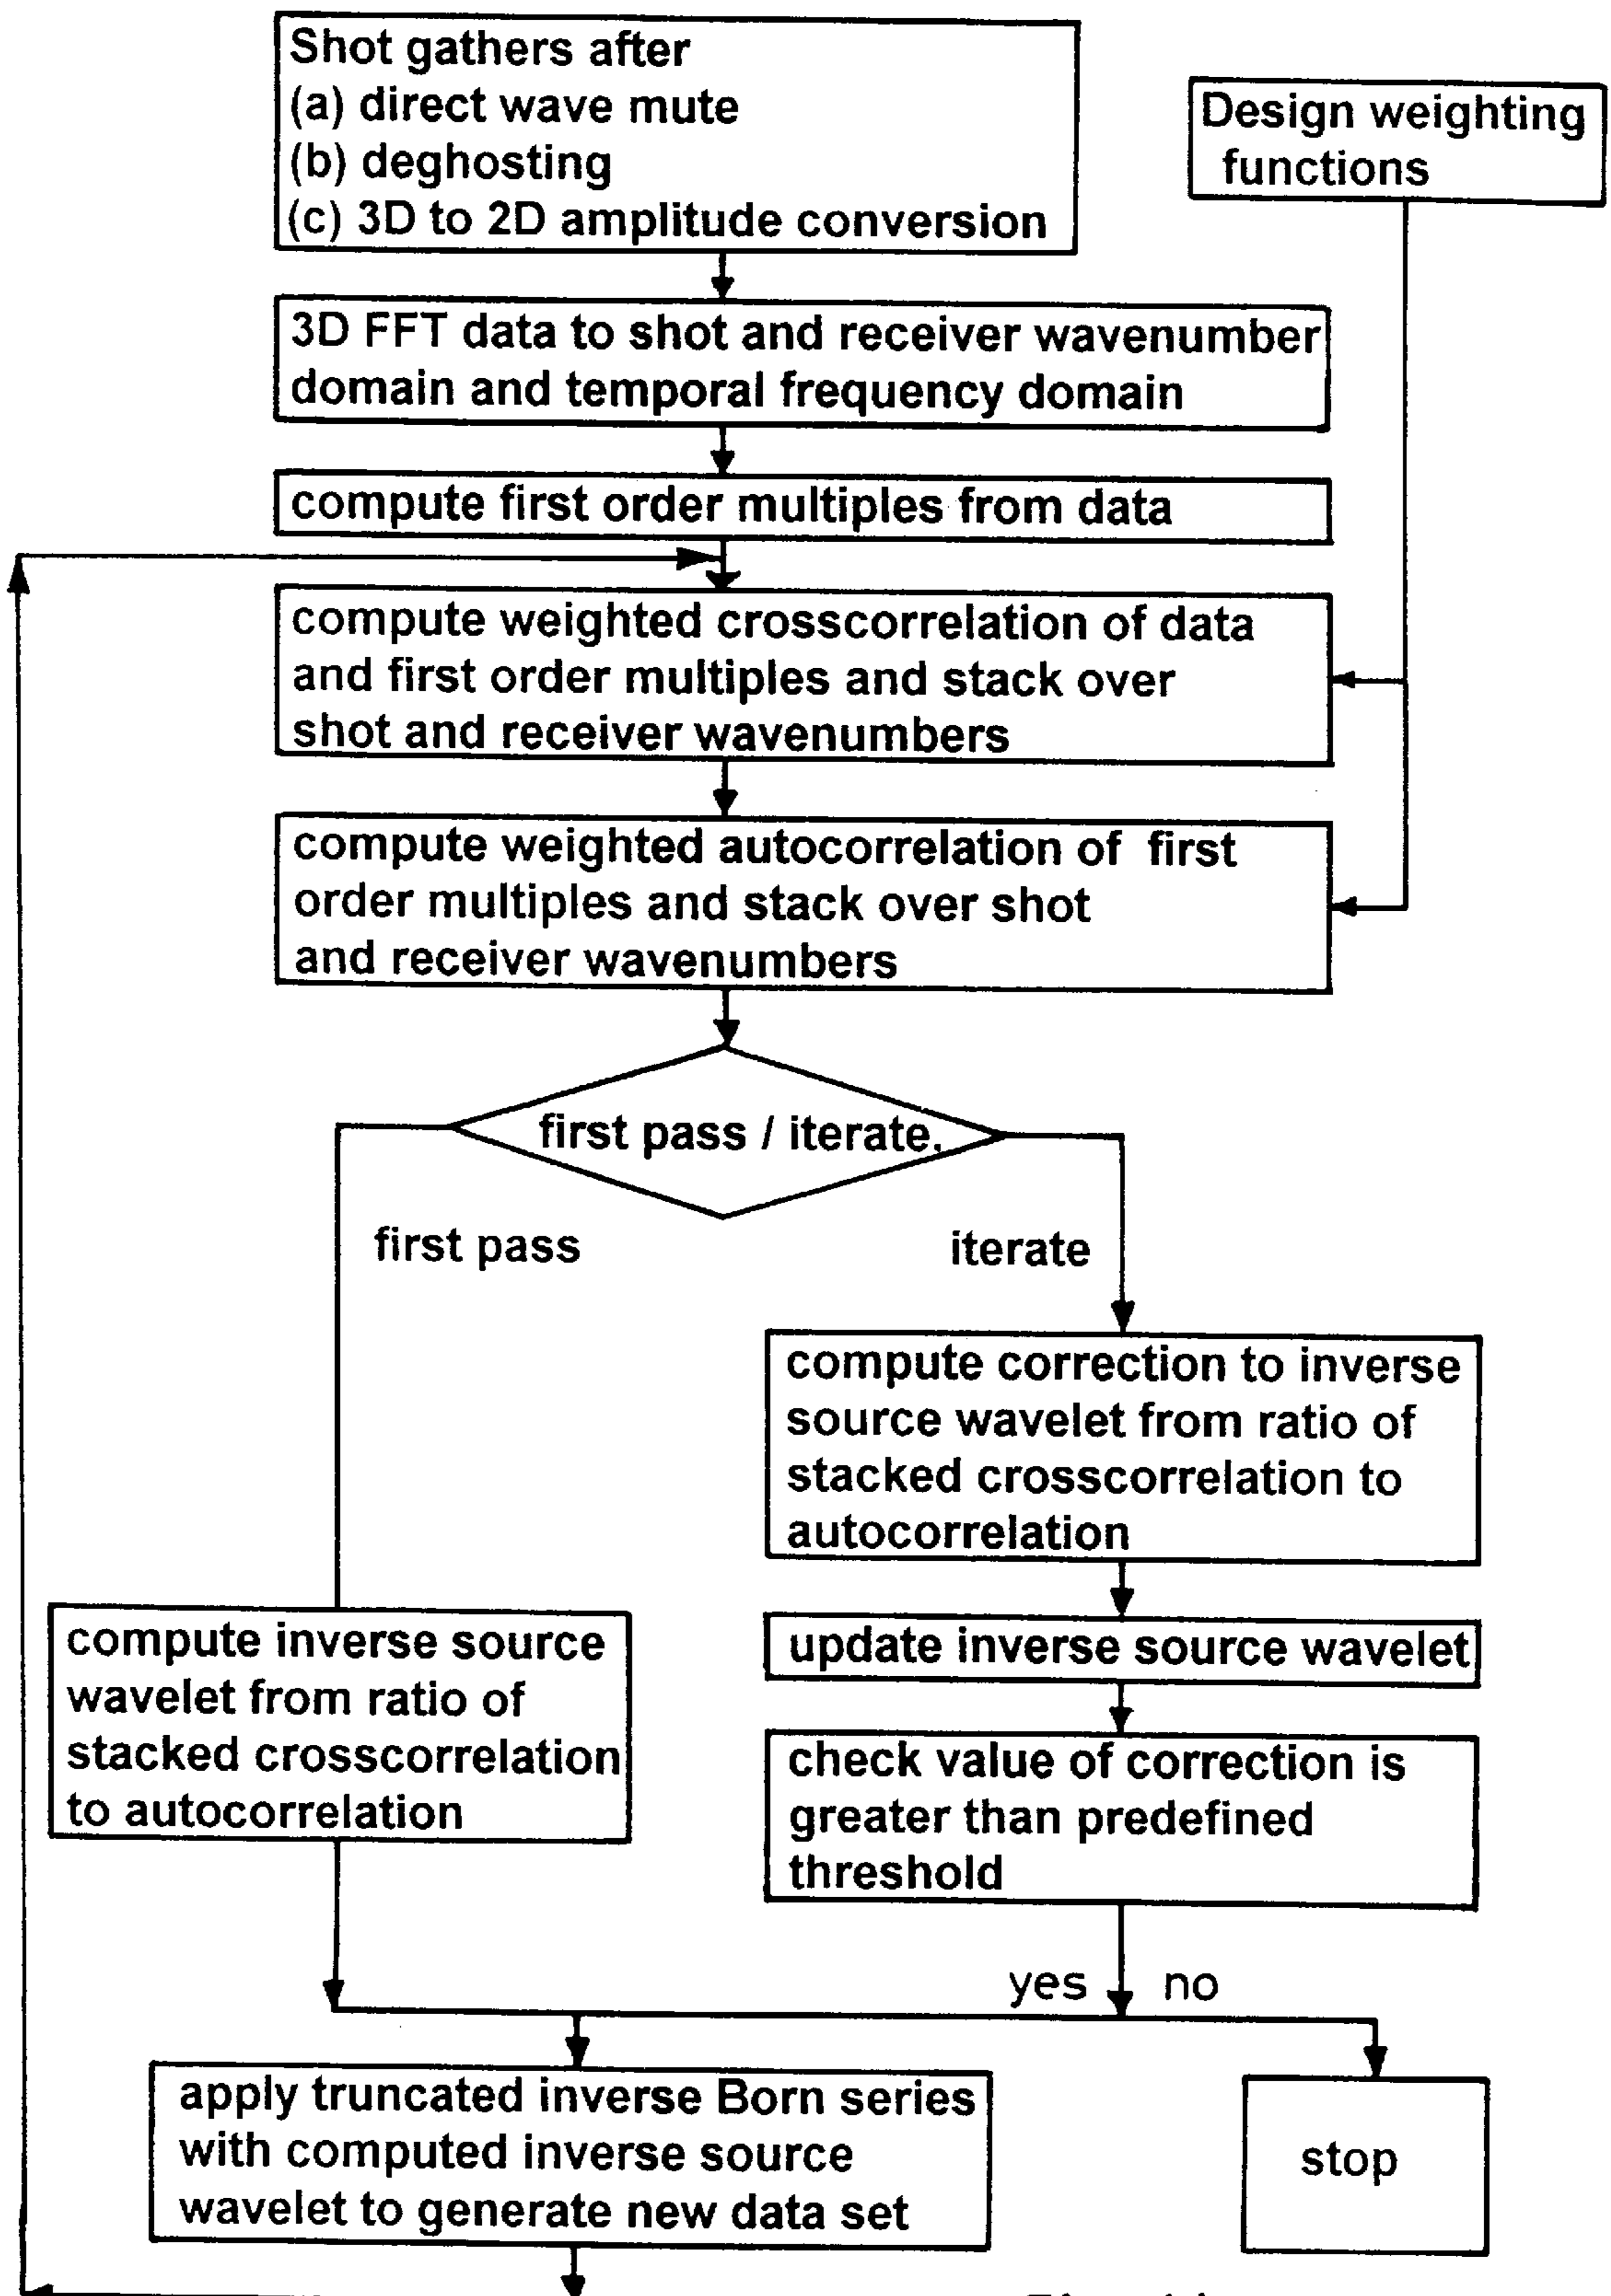 Shot gathers after
(a) direct wave mute
(b) deghosting
(c) 3D to 2D amplitude conversion
Design weighting
functions
3D FFT data to shot and receiver wavenumber
domain and temporal frequency domain
compute first order multiples from data
compute weighted crosscorrelation of data
and first order multiples and stack over
shot and receiver wavenumbers
compute weighted autocorrelation of first
order multiples and stack over shot
and receiver wavenumbers
first pass / iterate.
first pass
iterate
compute correction to inverse
source wavelet from ratio of
stacked crosscorrelation to
autocorrelation
update inverse source wavelet
compute inverse source
wavelet from ratio of
stacked crosscorrelation
to autocorrelation
check value of correction is
greater than predefined
threshold
yes
no
apply truncated inverse Born series
with computed inverse source
wavelet to generate new data set
stop